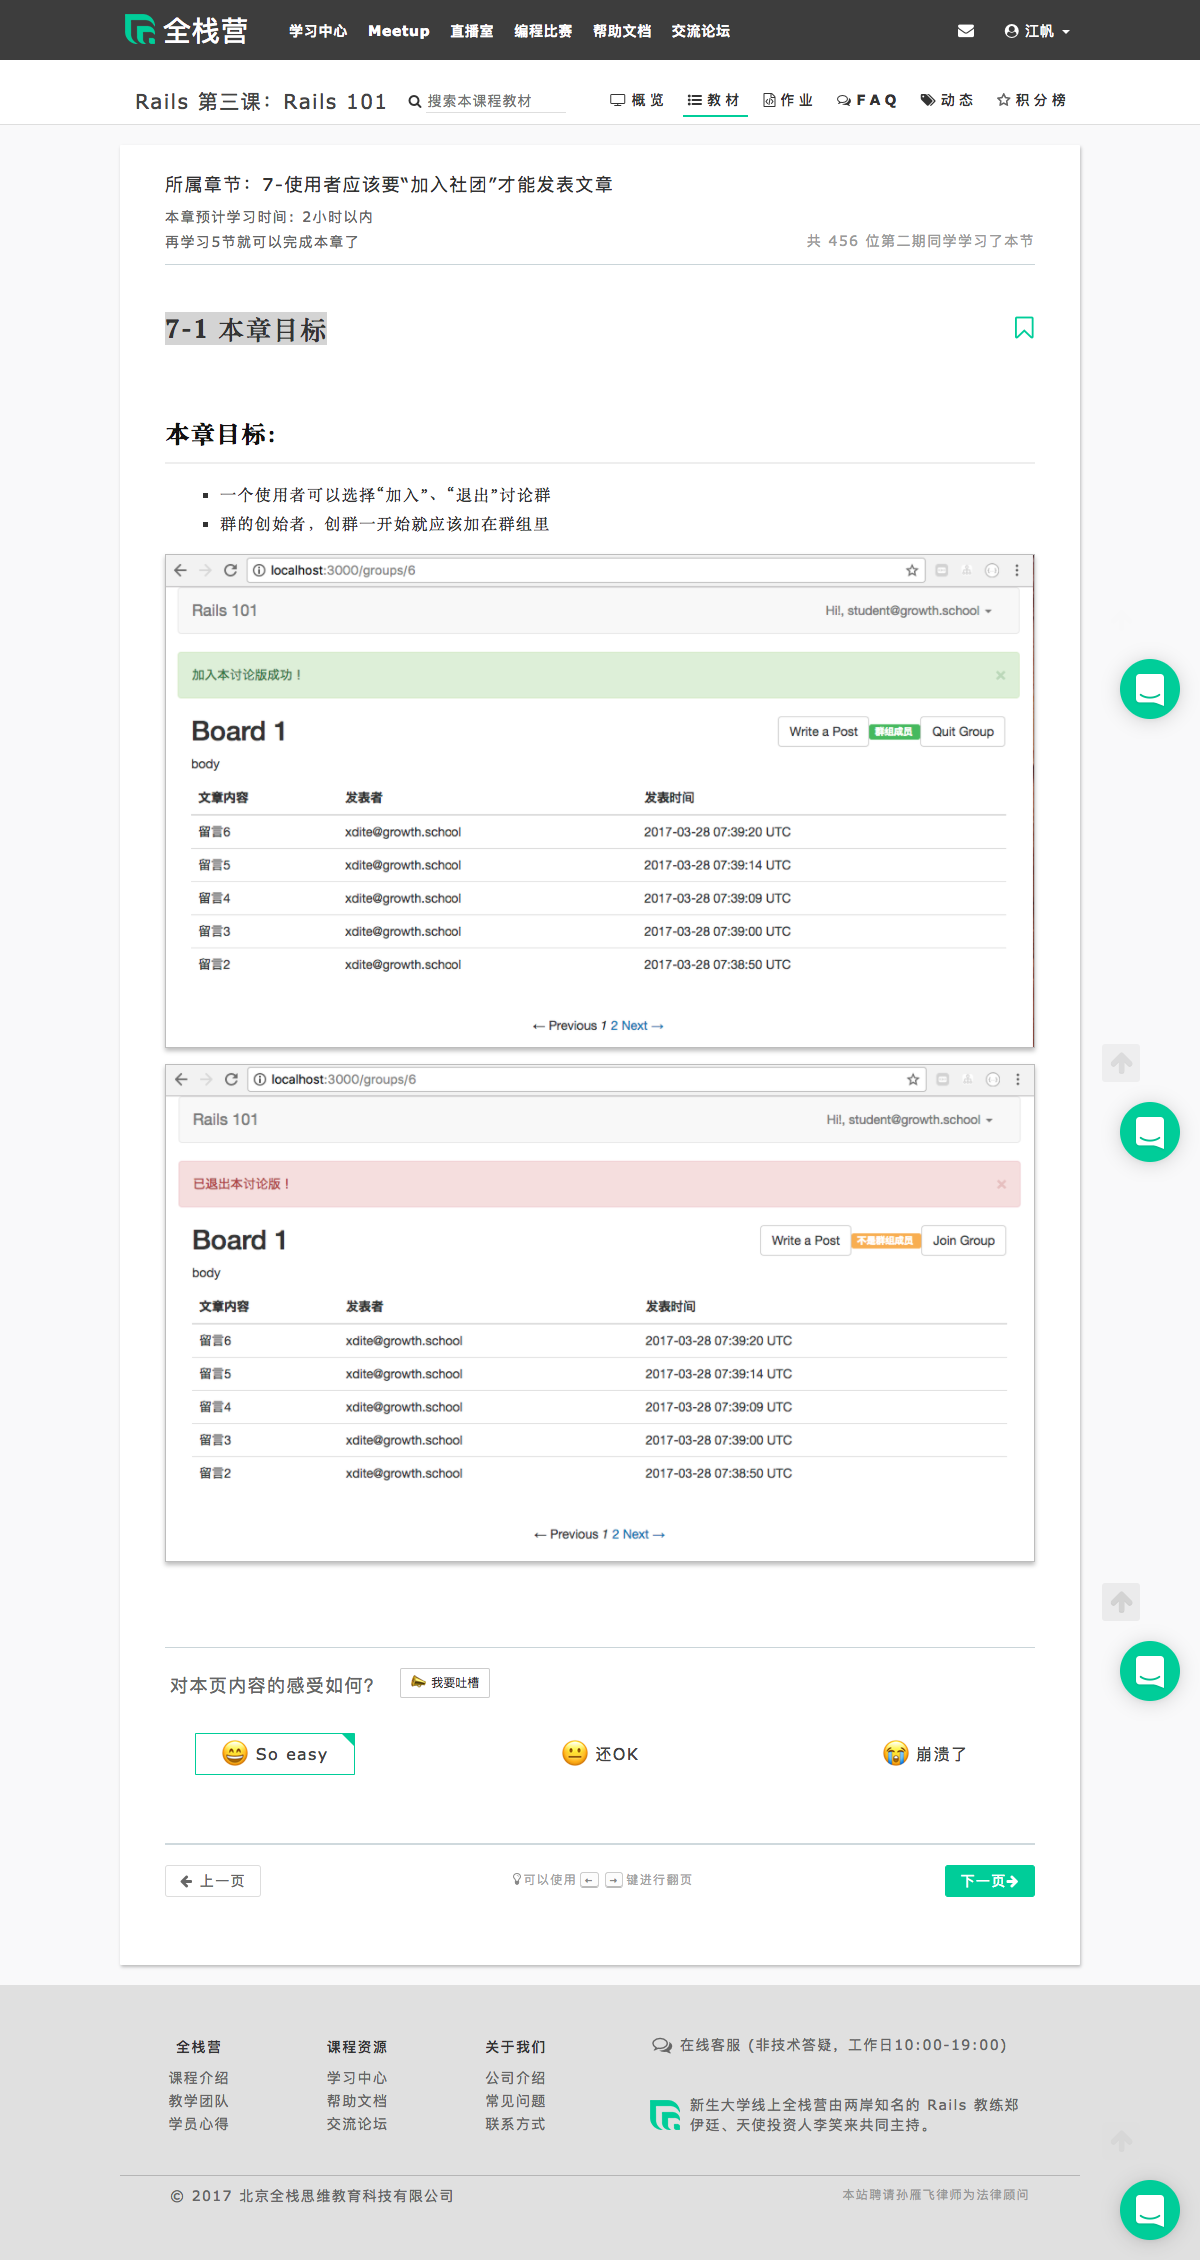 全栈营 学习中心 Meetup 直播室 编程比赛 帮助文档 交流论坛 江帆
Rails 第三课：Rails 101 搜索本课程教材 概览 教材 作业 FAQ 动态 积分榜
所属章节：7-使用者应该要“加入社团”才能发表文章
本章预计学习时间：2小时以内
再学习5节就可以完成本章了 共 456 位第二期同学学习了本节
7-1 本章目标
本章目标：
一个使用者可以选择“加入”、“退出”讨论群
群的创始者，创群一开始就应该加在群组里
localhost:3000/groups/6
Rails 101 Hi!, student@growth.school
加入本讨论版成功！ ×
Board 1 Write a Post 群组成员 Quit Group
body
文章内容 发表者 发表时间
留言6 xdite@growth.school 2017-03-28 07:39:20 UTC
留言5 xdite@growth.school 2017-03-28 07:39:14 UTC
留言4 xdite@growth.school 2017-03-28 07:39:09 UTC
留言3 xdite@growth.school 2017-03-28 07:39:00 UTC
留言2 xdite@growth.school 2017-03-28 07:38:50 UTC
← Previous 1 2 Next →
localhost:3000/groups/6
Rails 101 Hi!, student@growth.school
已退出本讨论版！ ×
Board 1 Write a Post 不是群组成员 Join Group
body
文章内容 发表者 发表时间
留言6 xdite@growth.school 2017-03-28 07:39:20 UTC
留言5 xdite@growth.school 2017-03-28 07:39:14 UTC
留言4 xdite@growth.school 2017-03-28 07:39:09 UTC
留言3 xdite@growth.school 2017-03-28 07:39:00 UTC
留言2 xdite@growth.school 2017-03-28 07:38:50 UTC
← Previous 1 2 Next →
对本页内容的感受如何？ 我要吐槽
So easy 还OK 崩溃了
上一页 可以使用 ← → 键进行翻页 下一页
全栈营 课程资源 关于我们 在线客服（非技术答疑，工作日10:00-19:00）
课程介绍 学习中心 公司介绍
教学团队 帮助文档 常见问题 新生大学线上全栈营由两岸知名的 Rails 教练郑
学员心得 交流论坛 联系方式 伊廷、天使投资人李笑来共同主持。
© 2017 北京全栈思维教育科技有限公司 本站聘请孙雁飞律师为法律顾问